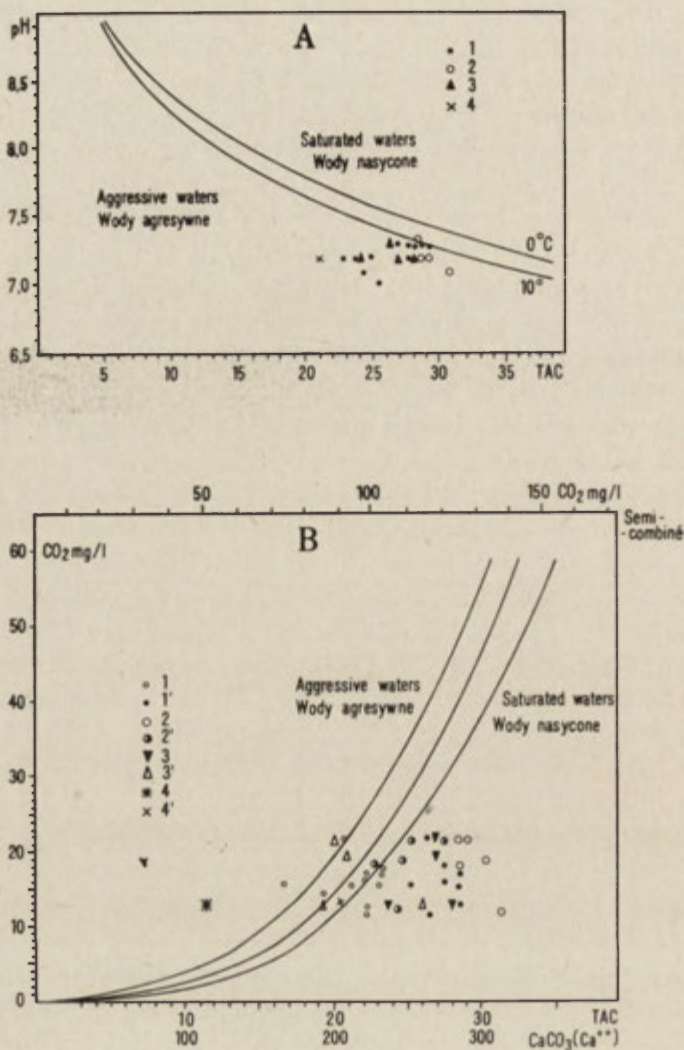 pH
A
8,5
8,0
7,5
7,0
6,5
1
2
3
4
Saturated waters
Wody nasycone
Aggressive waters
Wody agresywne
0°C
10°
5
10
15
20
25
30
35
TAC
50
100
150 CO₂ mg/l
Semi-
-combiné
B
CO₂ mg/l
60
50
40
30
20
10
0
1
1'
2
2'
3
3'
4
4'
Aggressive waters
Wody agresywne
Saturated waters
Wody nasycone
10
20
30
TAC
100
200
300
CaCO₃(Ca⁺⁺)